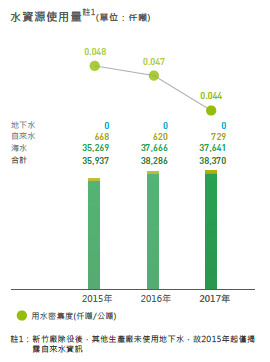 水資源使用量註1(單位：仟噸)
0.048
0.047
0.044
地下水 0 0 0
自來水 668 620 729
海水 35,269 37,666 37,641
合計 35,937 38,286 38,370
2015年 2016年 2017年
用水密集度(仟噸/公噸)
註1：新竹廠除役後，其他生產廠未使用地下水，故2015年起僅揭
露自來水資訊